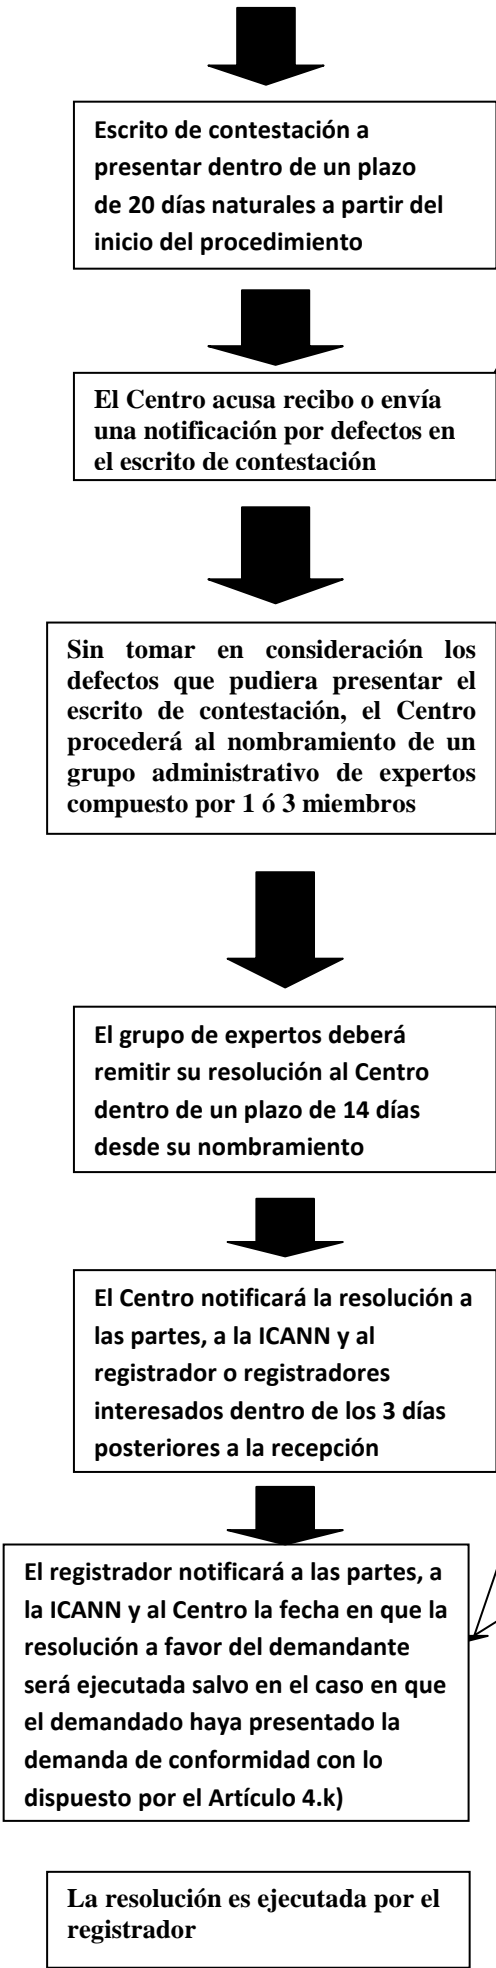 Escrito de contestación a
presentar dentro de un plazo
de 20 días naturales a partir del
inicio del procedimiento
El Centro acusa recibo o envía
una notificación por defectos en
el escrito de contestación
Sin tomar en consideración los
defectos que pudiera presentar el
escrito de contestación, el Centro
procederá al nombramiento de un
grupo administrativo de expertos
compuesto por 1 ó 3 miembros
El grupo de expertos deberá
remitir su resolución al Centro
dentro de un plazo de 14 días
desde su nombramiento
El Centro notificará la resolución a
las partes, a la ICANN y al
registrador o registradores
interesados dentro de los 3 días
posteriores a la recepción
El registrador notificará a las partes, a
la ICANN y al Centro la fecha en que la
resolución a favor del demandante
será ejecutada salvo en el caso en que
el demandado haya presentado la
demanda de conformidad con lo
dispuesto por el Artículo 4.k)
La resolución es ejecutada por el
registrador